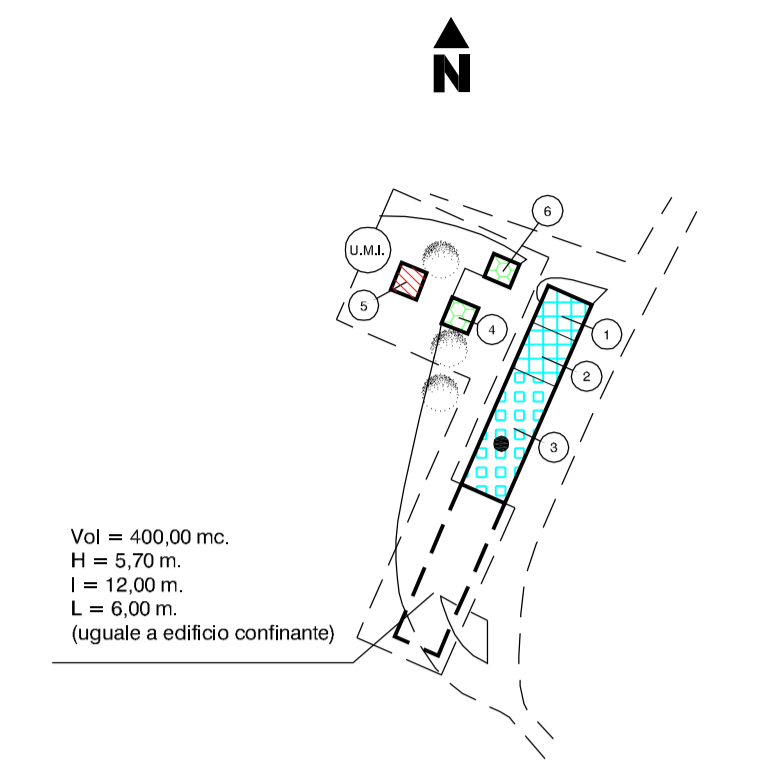 N
6
U.M.I.
5
4
1
2
3
Vol = 400,00 mc.
H = 5,70 m.
l = 12,00 m.
L = 6,00 m.
(uguale a edificio confinante)